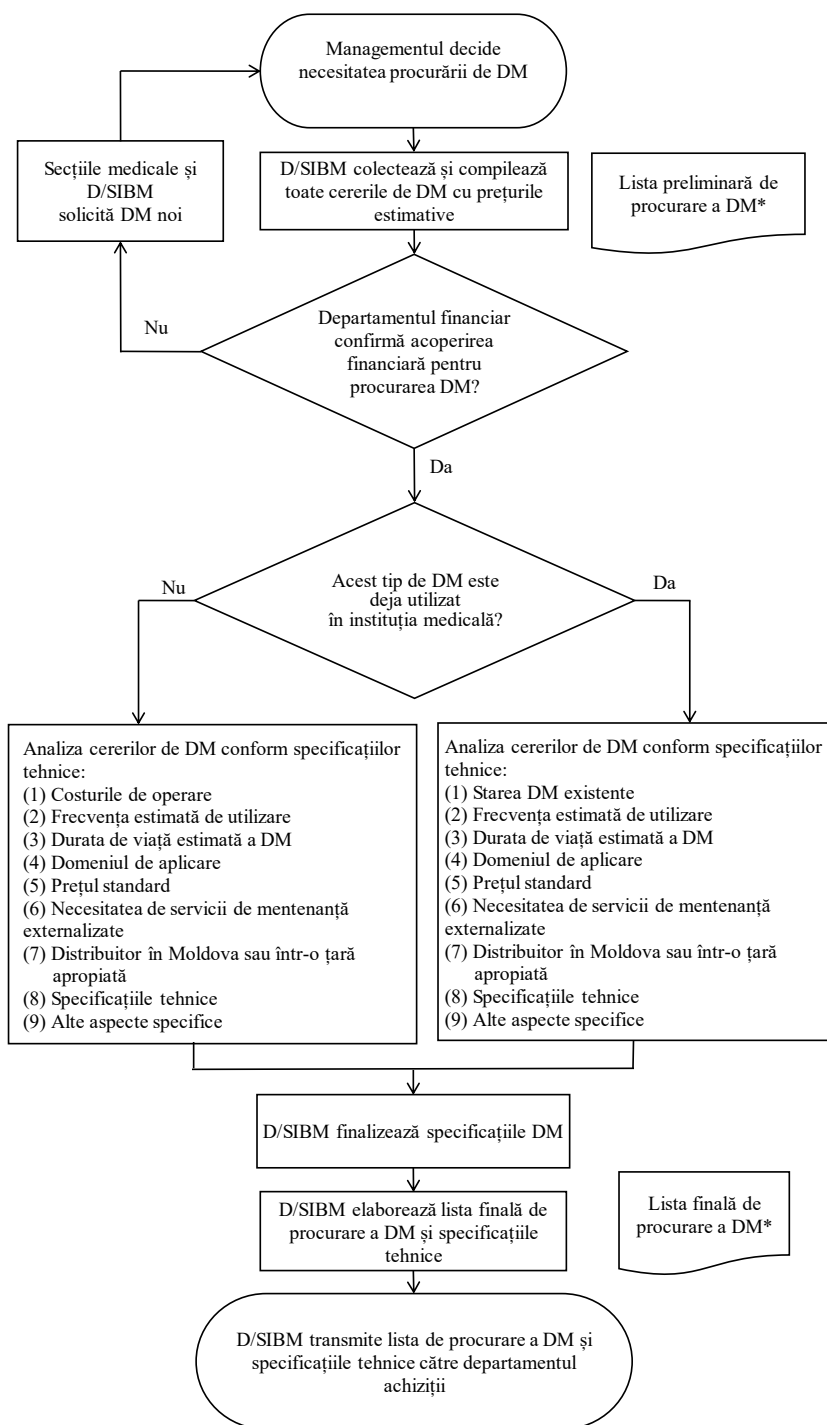 Managementul decide
necesitatea procurării de DM
Secțiile medicale și
D/SIBM
solicită DM noi
D/SIBM colectează și compilează
toate cererile de DM cu prețurile
estimative
Lista preliminară de
procurare a DM*
Nu
Departamentul financiar
confirmă acoperirea
financiară pentru
procurarea DM?
Da
Nu
Acest tip de DM este
deja utilizat
în instituția medicală?
Da
Analiza cererilor de DM conform specificațiilor
tehnice:
(1) Costurile de operare
(2) Frecvența estimată de utilizare
(3) Durata de viață estimată a DM
(4) Domeniul de aplicare
(5) Prețul standard
(6) Necesitatea de servicii de mentenanță
externalizate
(7) Distribuitor în Moldova sau într-o țară
apropiată
(8) Specificațiile tehnice
(9) Alte aspecte specifice
Analiza cererilor de DM conform specificațiilor
tehnice:
(1) Starea DM existente
(2) Frecvența estimată de utilizare
(3) Durata de viață estimată a DM
(4) Domeniul de aplicare
(5) Prețul standard
(6) Necesitatea de servicii de mentenanță
externalizate
(7) Distribuitor în Moldova sau într-o țară
apropiată
(8) Specificațiile tehnice
(9) Alte aspecte specifice
D/SIBM finalizează specificațiile DM
D/SIBM elaborează lista finală de
procurare a DM și specificațiile
tehnice
Lista finală de
procurare a DM*
D/SIBM transmite lista de procurare a DM și
specificațiile tehnice către departamentul
achiziții